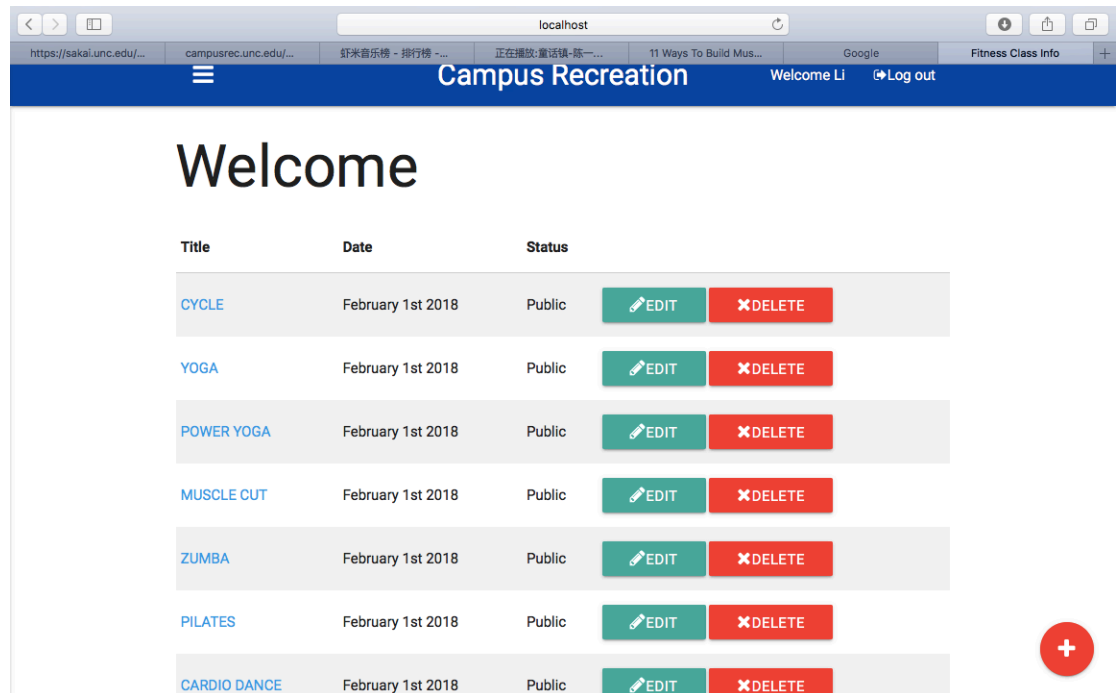 localhost
https://sakai.unc.edu/... campusrec.unc.edu/... 虾米音乐榜 - 排行榜 -... 正在播放:童话镇-陈一... 11 Ways To Build Mus... Google Fitness Class Info
Campus Recreation Welcome Li Log out
Welcome
Title Date Status
CYCLE February 1st 2018 Public EDIT DELETE
YOGA February 1st 2018 Public EDIT DELETE
POWER YOGA February 1st 2018 Public EDIT DELETE
MUSCLE CUT February 1st 2018 Public EDIT DELETE
ZUMBA February 1st 2018 Public EDIT DELETE
PILATES February 1st 2018 Public EDIT DELETE
CARDIO DANCE February 1st 2018 Public EDIT DELETE